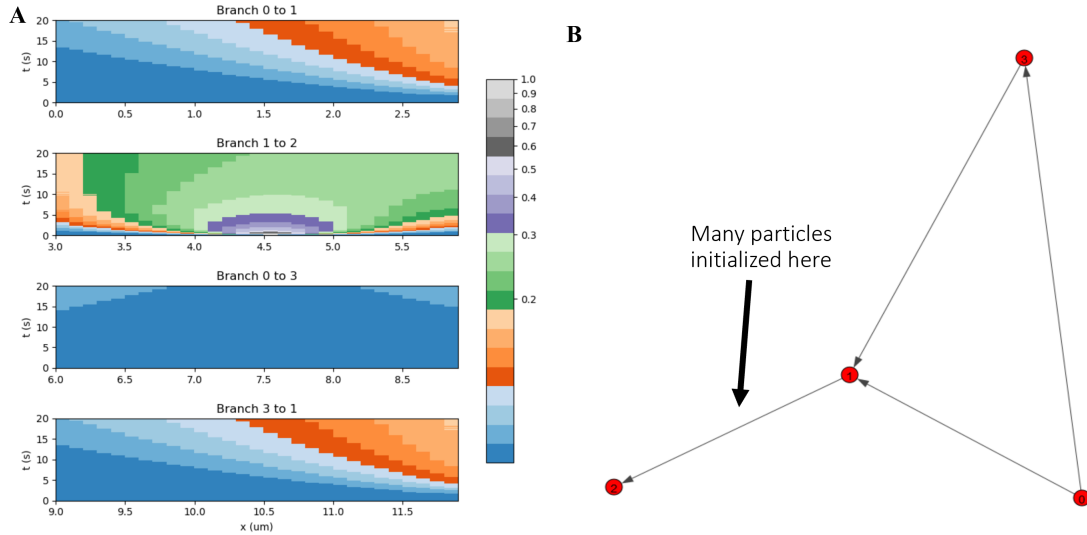 A
Branch 0 to 1
20
15
10
5
0
t (s)
0.0 0.5 1.0 1.5 2.0 2.5
Branch 1 to 2
20
15
10
5
0
t (s)
3.0 3.5 4.0 4.5 5.0 5.5
Branch 0 to 3
20
15
10
5
0
t (s)
6.0 6.5 7.0 7.5 8.0 8.5
Branch 3 to 1
20
15
10
5
0
t (s)
9.0 9.5 10.0 10.5 11.0 11.5
x (um)
1.0
0.9
0.8
0.7
0.6
0.5
0.4
0.3
0.2
B
Many particles
initialized here
3
1
2
0